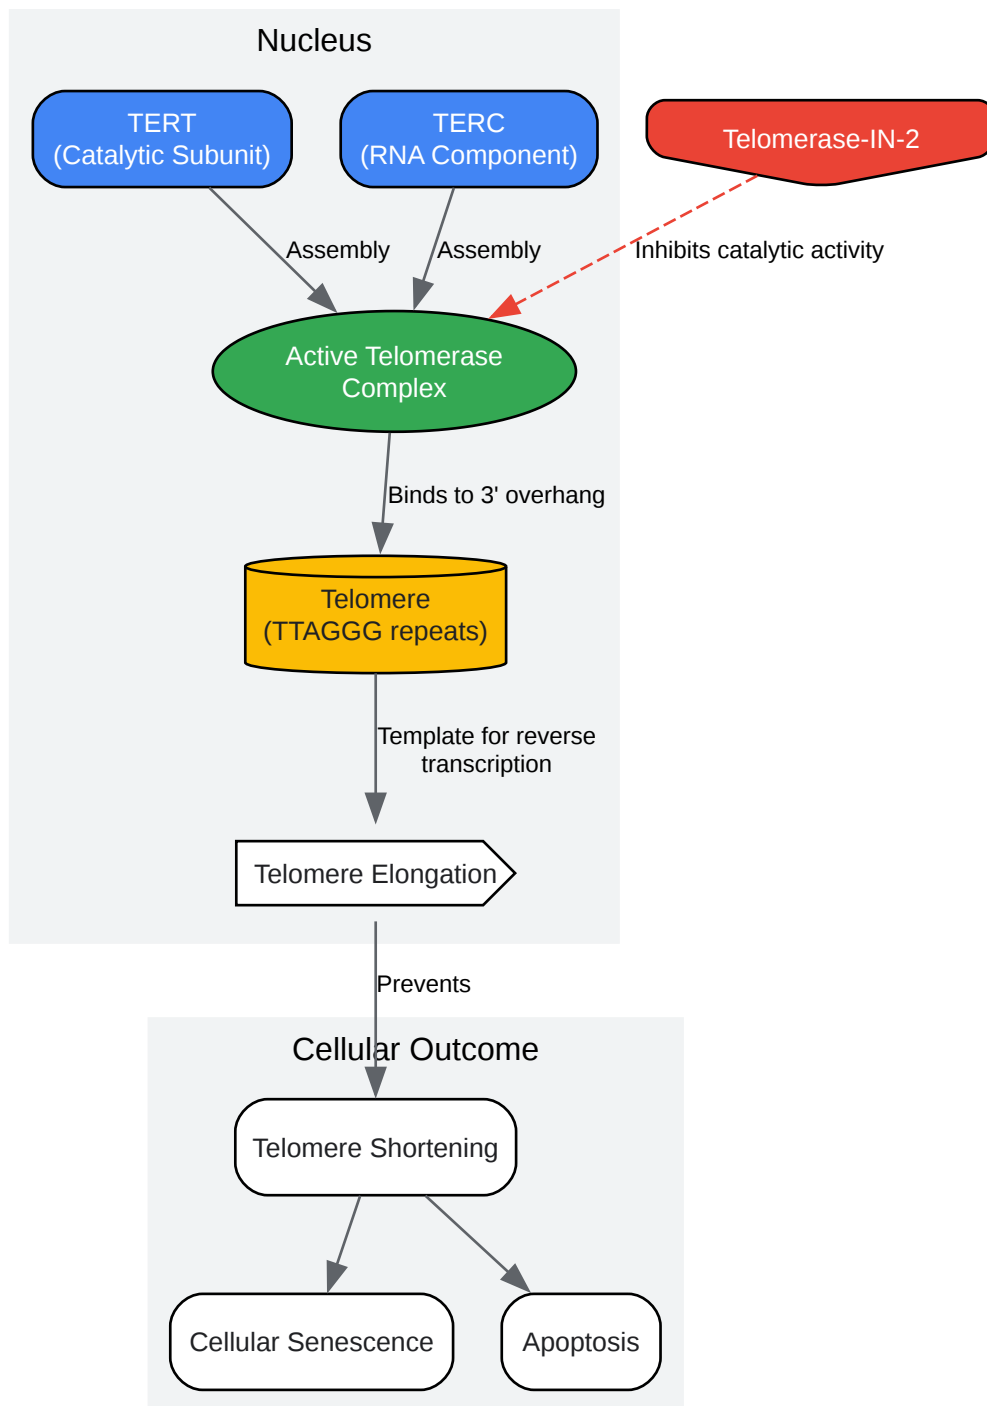 Nucleus
TERT
(Catalytic Subunit)
TERC
(RNA Component)
Telomerase-IN-2
Assembly
Assembly
Inhibits catalytic activity
Active Telomerase
Complex
Binds to 3' overhang
Telomere
(TTAGGG repeats)
Template for reverse
transcription
Telomere Elongation
Prevents
Cellular Outcome
Telomere Shortening
Cellular Senescence
Apoptosis